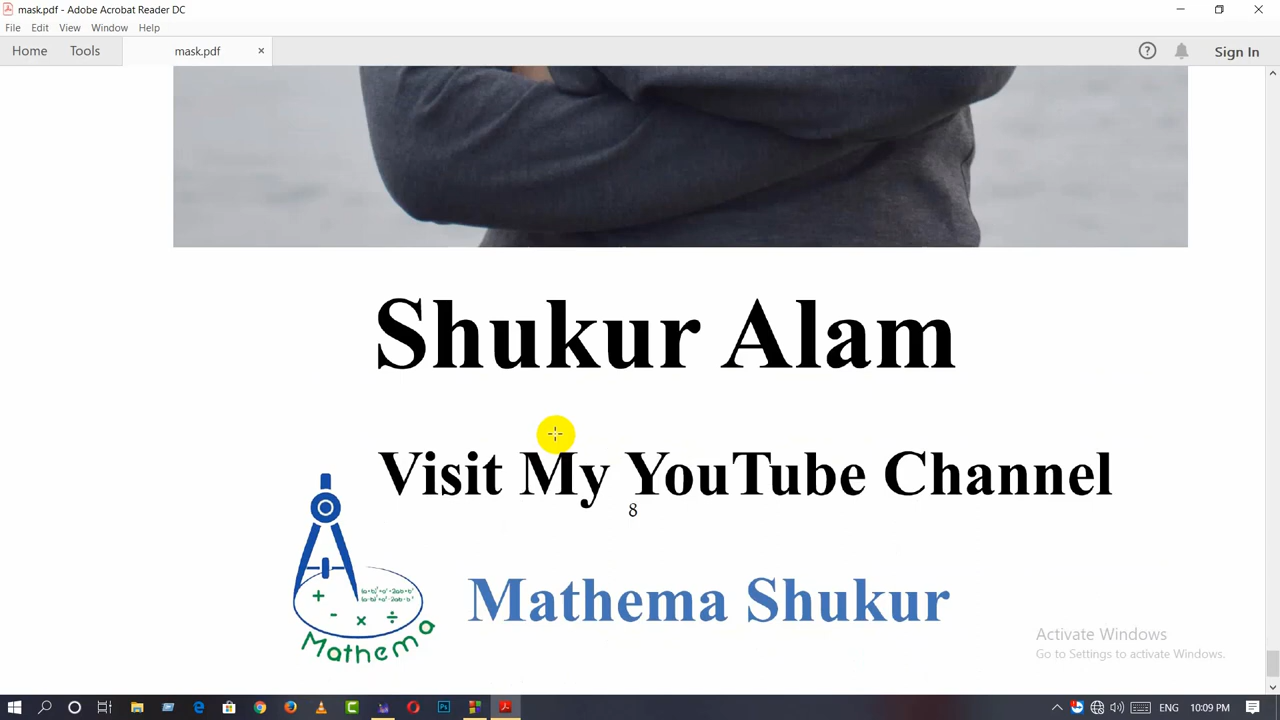 mask.pdf - Adobe Acrobat Reader DC
File Edit View Window Help
Home Tools mask.pdf × Sign In
Shukur Alam
Visit My YouTube Channel
8
Mathema Shukur
Mathema
Activate Windows
Go to Settings to activate Windows.
ENG 10:09 PM